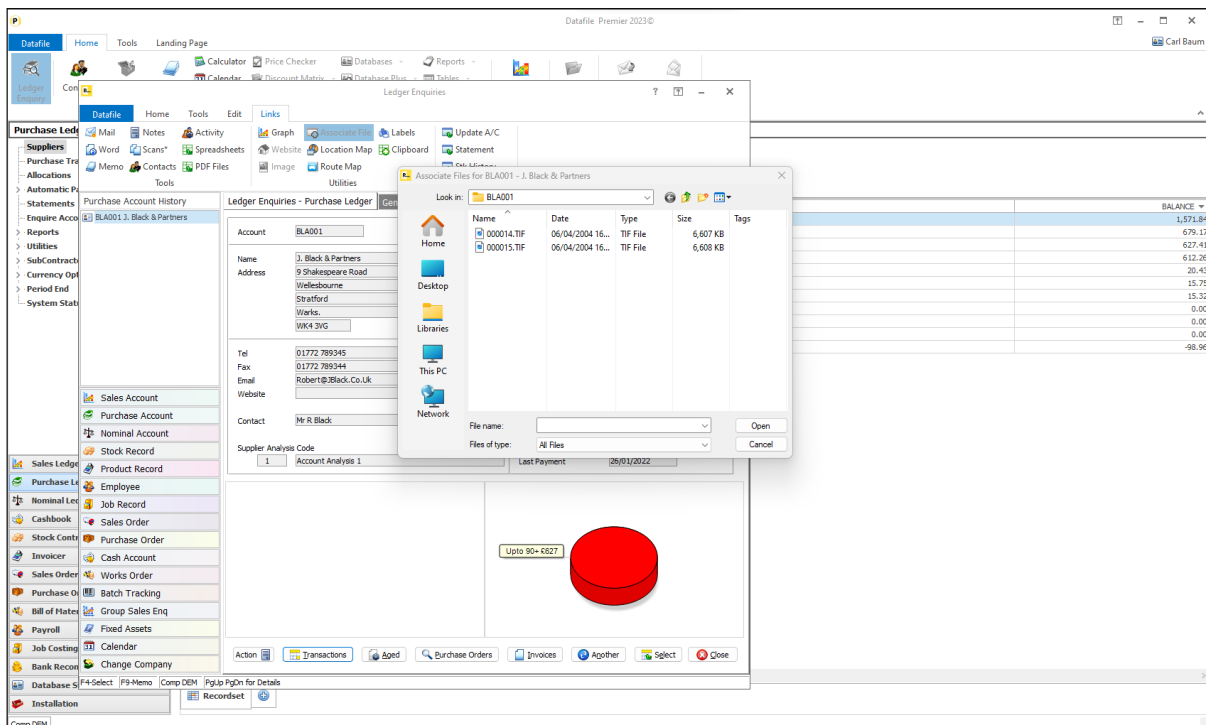 Datafile Premier 2023©
Datafile Home Tools Landing Page Carl Baum
Calculator Price Checker Databases Reports
Ledger Enquiry
Calendar Discount Matrix Database Plus Tables
Ledger Enquiries
Datafile Home Tools Edit Links
Mail Notes Activity Graph Associate File Labels Update A/C
Word Scans* Spreadsheets Website Location Map Clipboard Statement
Memo Contacts PDF Files Image Route Map Stk History
Tools Utilities
Suppliers
Allocations
Statements
Reports
Utilities
Period End
Purchase Account History
BLA001 J. Black & Partners
Ledger Enquiries - Purchase Ledger
Account BLA001
Name J. Black & Partners
Address 9 Shakespeare Road
Wellesbourne
Stratford
Warks.
WK4 3VG
Tel 01772 789345
Fax 01772 789344
Email Robert@JBlack.Co.Uk
Website
Contact Mr R Black
Supplier Analysis Code
1 Account Analysis 1 Last Payment 26/01/2022
Associate Files for BLA001 - J. Black & Partners
Look in: BLA001
Name Date Type Size Tags
000014.TIF 06/04/2004 16... TIF File 6,607 KB
000015.TIF 06/04/2004 16... TIF File 6,608 KB
Home
Desktop
Libraries
This PC
Network
File name: Open
Files of type: All Files Cancel
BALANCE
1,571.84
679.17
627.41
612.26
20.43
15.75
15.32
0.00
0.00
0.00
-98.96
Sales Account
Purchase Account
Nominal Account
Stock Record
Product Record
Employee
Job Record
Sales Order
Purchase Order
Cash Account
Works Order
Batch Tracking
Group Sales Enq
Fixed Assets
Calendar
Change Company
Cashbook
Invoicer
Payroll
Job Costing
Installation
Upto 90+ £627
Action Transactions Aged Purchase Orders Invoices Another Select Close
F4-Select F9-Memo Comp DEM PgUp PgDn for Details
Recordset
Comp DEM